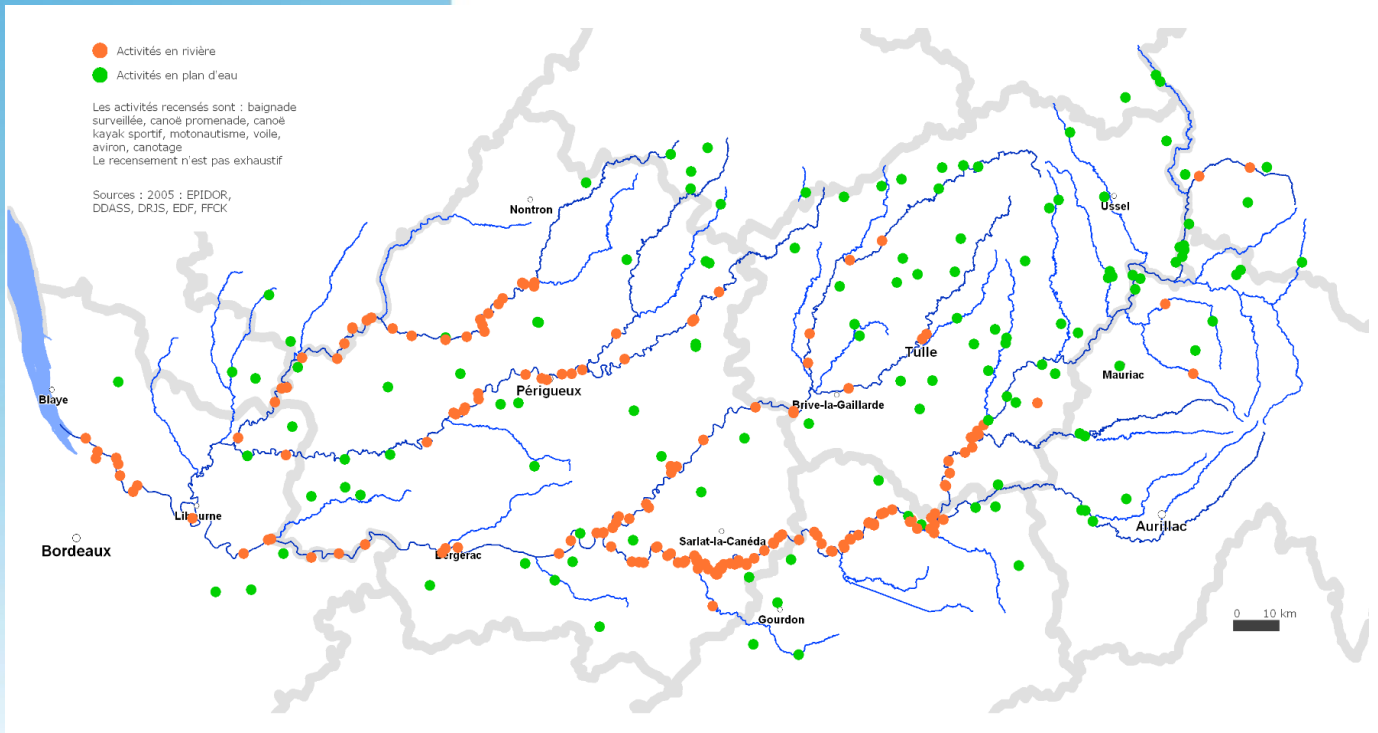 Activités en rivière
Activités en plan d'eau
Les activités recensés sont : baignade
surveillée, canoë promenade, canoë
kayak sportif, motonautisme, voile,
aviron, canotage
Le recensement n'est pas exhaustif
Sources : 2005 : EPIDOR,
DDASS, DRJS, EDF, FFCK
Nontron
Ussel
Tulle
Mauriac
Périgueux
Blaye
Brive-la-Gaillarde
Libourne
Aurillac
Bordeaux
Sarlat-la-Canéda
Bergerac
Gourdon
0 10 km